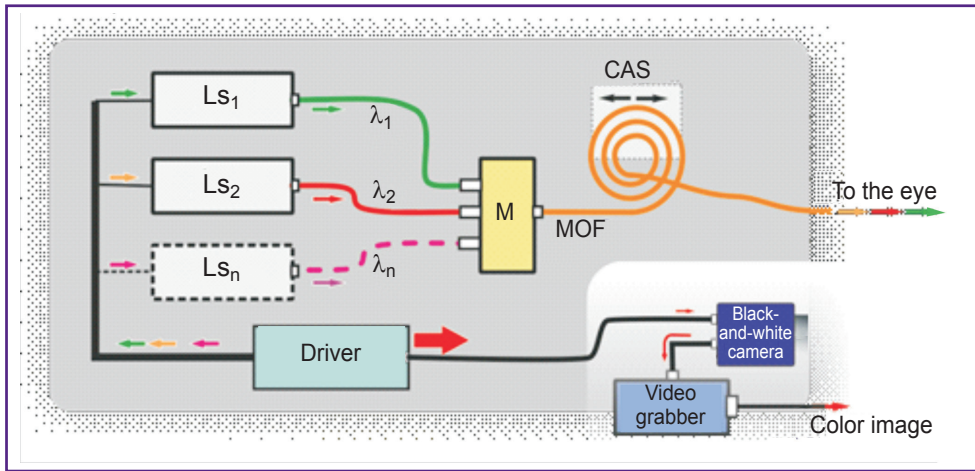 CAS
Ls1
λ1
Ls2
λ2
M
To the eye
MOF
Lsn
λn
Black-
and-white
camera
Driver
Video
grabber
Color image